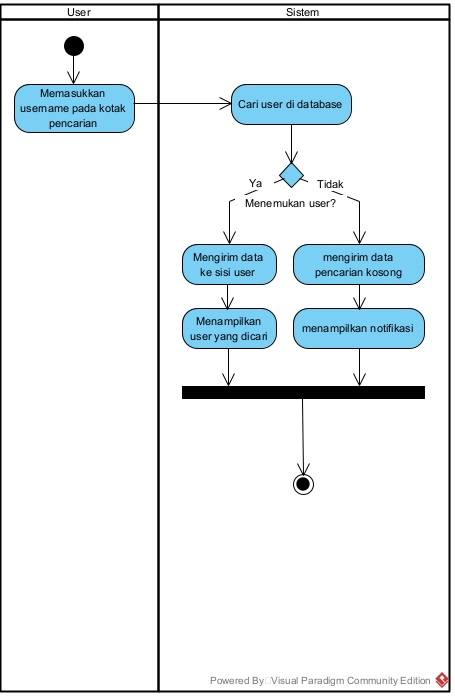 User
Sistem
Memasukkan
username pada kotak
pencarian
Cari user di database
Ya
Tidak
Menemukan user?
Mengirim data
ke sisi user
mengirim data
pencarian kosong
Menampilkan
user yang dicari
menampilkan notifikasi
Powered By Visual Paradigm Community Edition